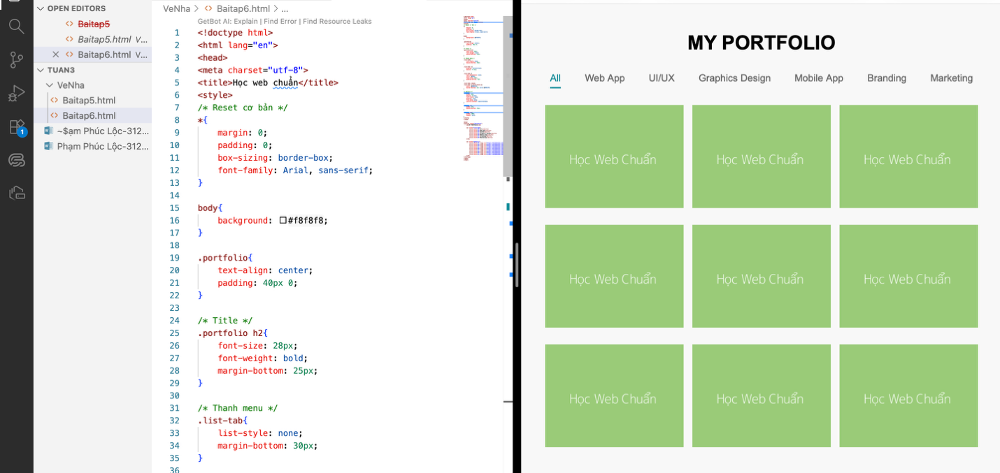 OPEN EDITORS
Baitap5
Baitap5.html V...
Baitap6.html V...
TUAN3
VeNha
Baitap5.html
Baitap6.html
~$ạm Phúc Lộc-312...
Phạm Phúc Lộc-312...
1
VeNha > Baitap6.html > ...
GetBot AI: Explain | Find Error | Find Resource Leaks
1 <!doctype html>
2 <html lang="en">
3 <head>
4 <meta charset="utf-8">
5 <title>Học web chuẩn</title>
6 <style>
7 /* Reset cơ bản */
8 *{
9 margin: 0;
10 padding: 0;
11 box-sizing: border-box;
12 font-family: Arial, sans-serif;
13 }
14
15 body{
16 background: #f8f8f8;
17 }
18
19 .portfolio{
20 text-align: center;
21 padding: 40px 0;
22 }
23
24 /* Title */
25 .portfolio h2{
26 font-size: 28px;
27 font-weight: bold;
28 margin-bottom: 25px;
29 }
30
31 /* Thanh menu */
32 .list-tab{
33 list-style: none;
34 margin-bottom: 30px;
35 }
36
MY PORTFOLIO
All Web App UI/UX Graphics Design Mobile App Branding Marketing
Học Web Chuẩn Học Web Chuẩn Học Web Chuẩn
Học Web Chuẩn Học Web Chuẩn Học Web Chuẩn
Học Web Chuẩn Học Web Chuẩn Học Web Chuẩn